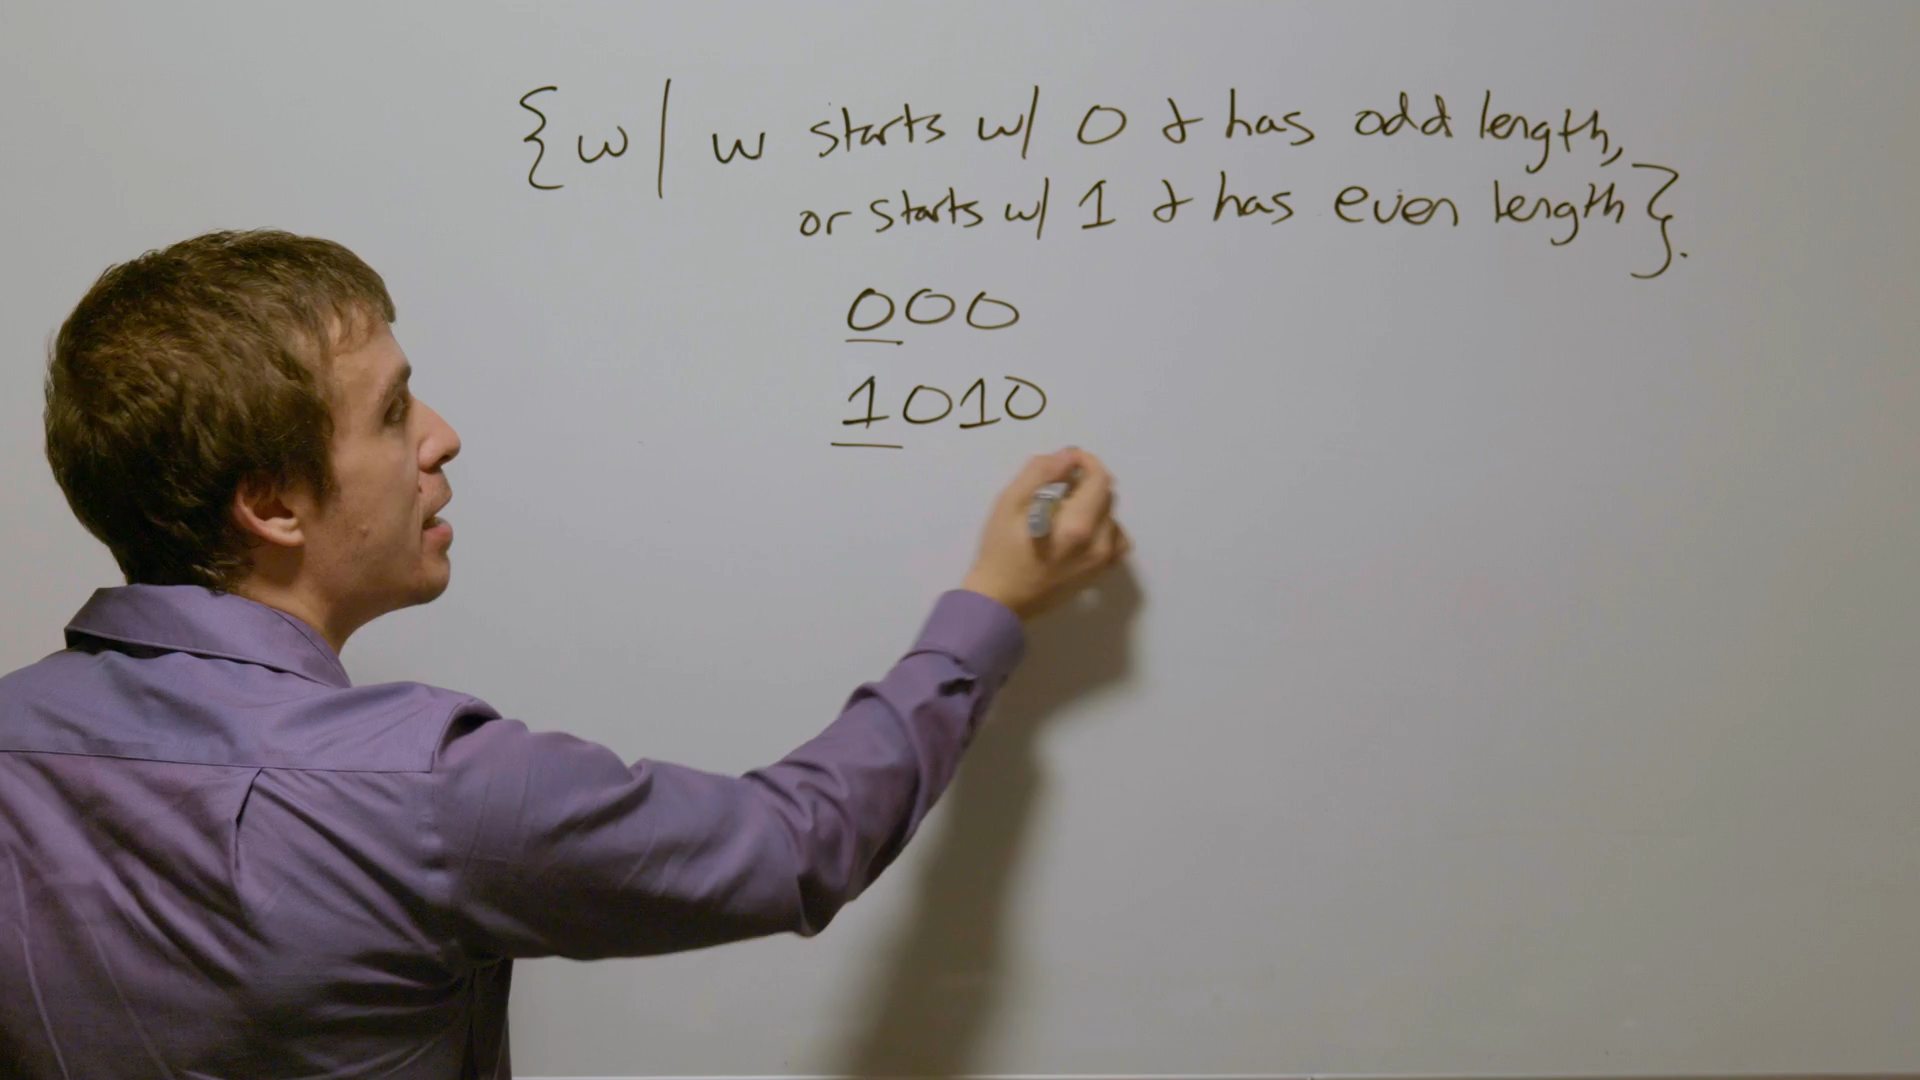 {w | w starts w/ 0 & has odd length,
or starts w/ 1 & has even length}.
000
1010